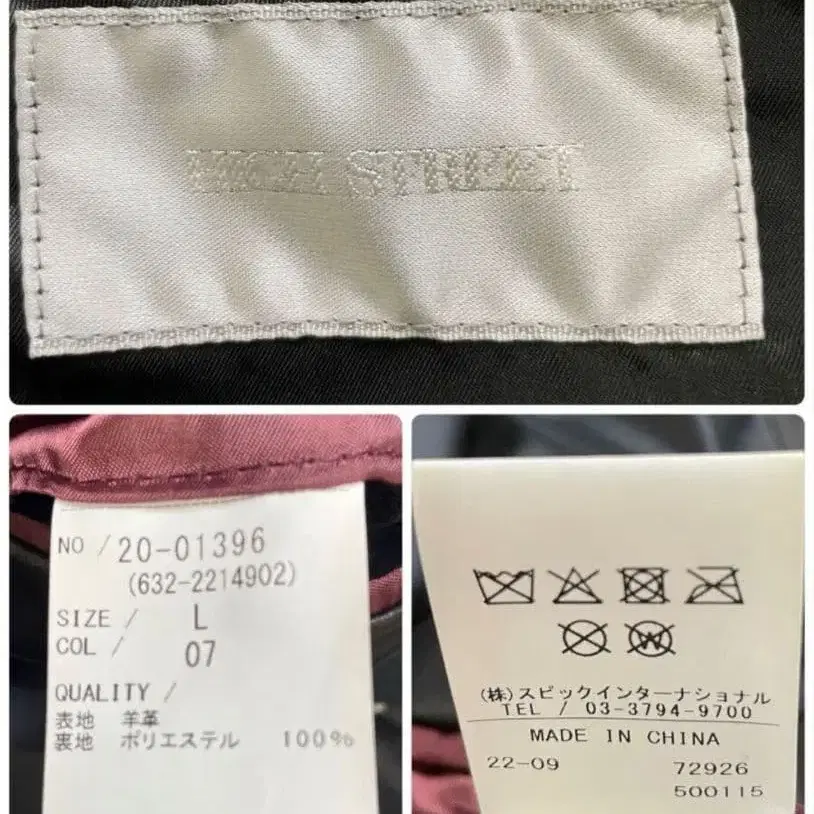 HIGH STREET
NO / 20-01396
(632-2214902)
SIZE / L
COL / 07
QUALITY /
表地 羊革
裏地 ポリエステル 100%
(株)スピックインターナショナル
TEL / 03-3794-9700
MADE IN CHINA
22-09 72926
500115